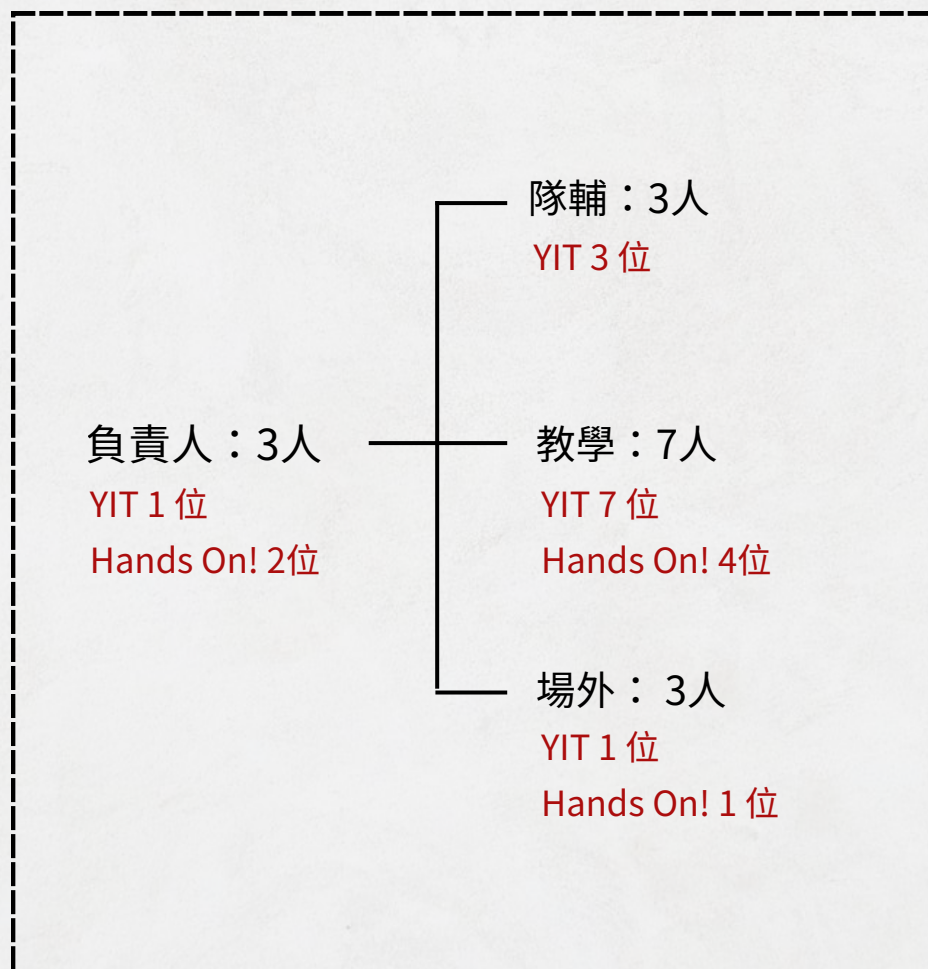 隊輔：3人
YIT 3 位
負責人：3人
YIT 1 位
Hands On! 2位
教學：7人
YIT 7 位
Hands On! 4位
場外： 3人
YIT 1 位
Hands On! 1 位